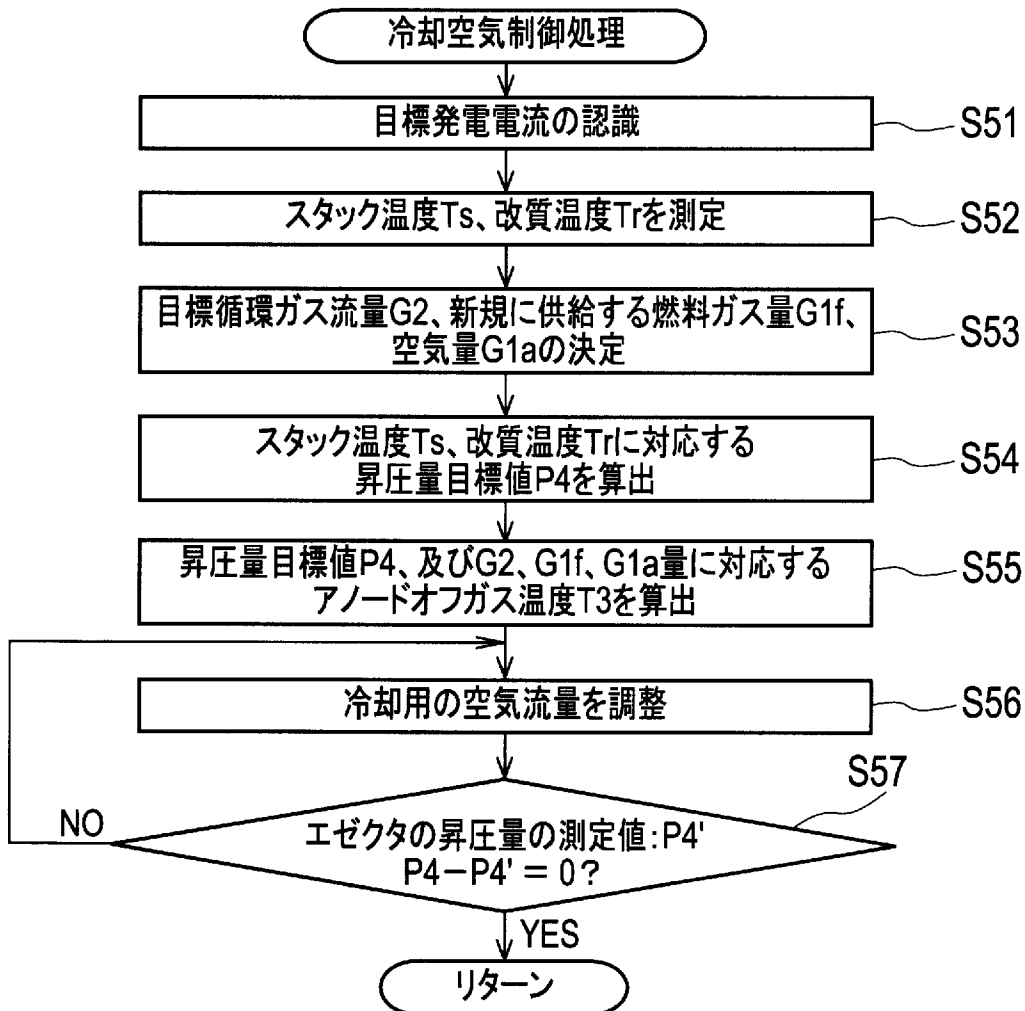 冷却空気制御処理
目標発電電流の認識
S51
スタック温度Ts、改質温度Trを測定
S52
目標循環ガス流量G2、新規に供給する燃料ガス量G1f、
空気量G1aの決定
S53
スタック温度Ts、改質温度Trに対応する
昇圧量目標値P4を算出
S54
昇圧量目標値P4、及びG2、G1f、G1a量に対応する
アノードオフガス温度T3を算出
S55
冷却用の空気流量を調整
S56
S57
NO
エゼクタの昇圧量の測定値:P4'
P4-P4' = 0?
YES
リターン